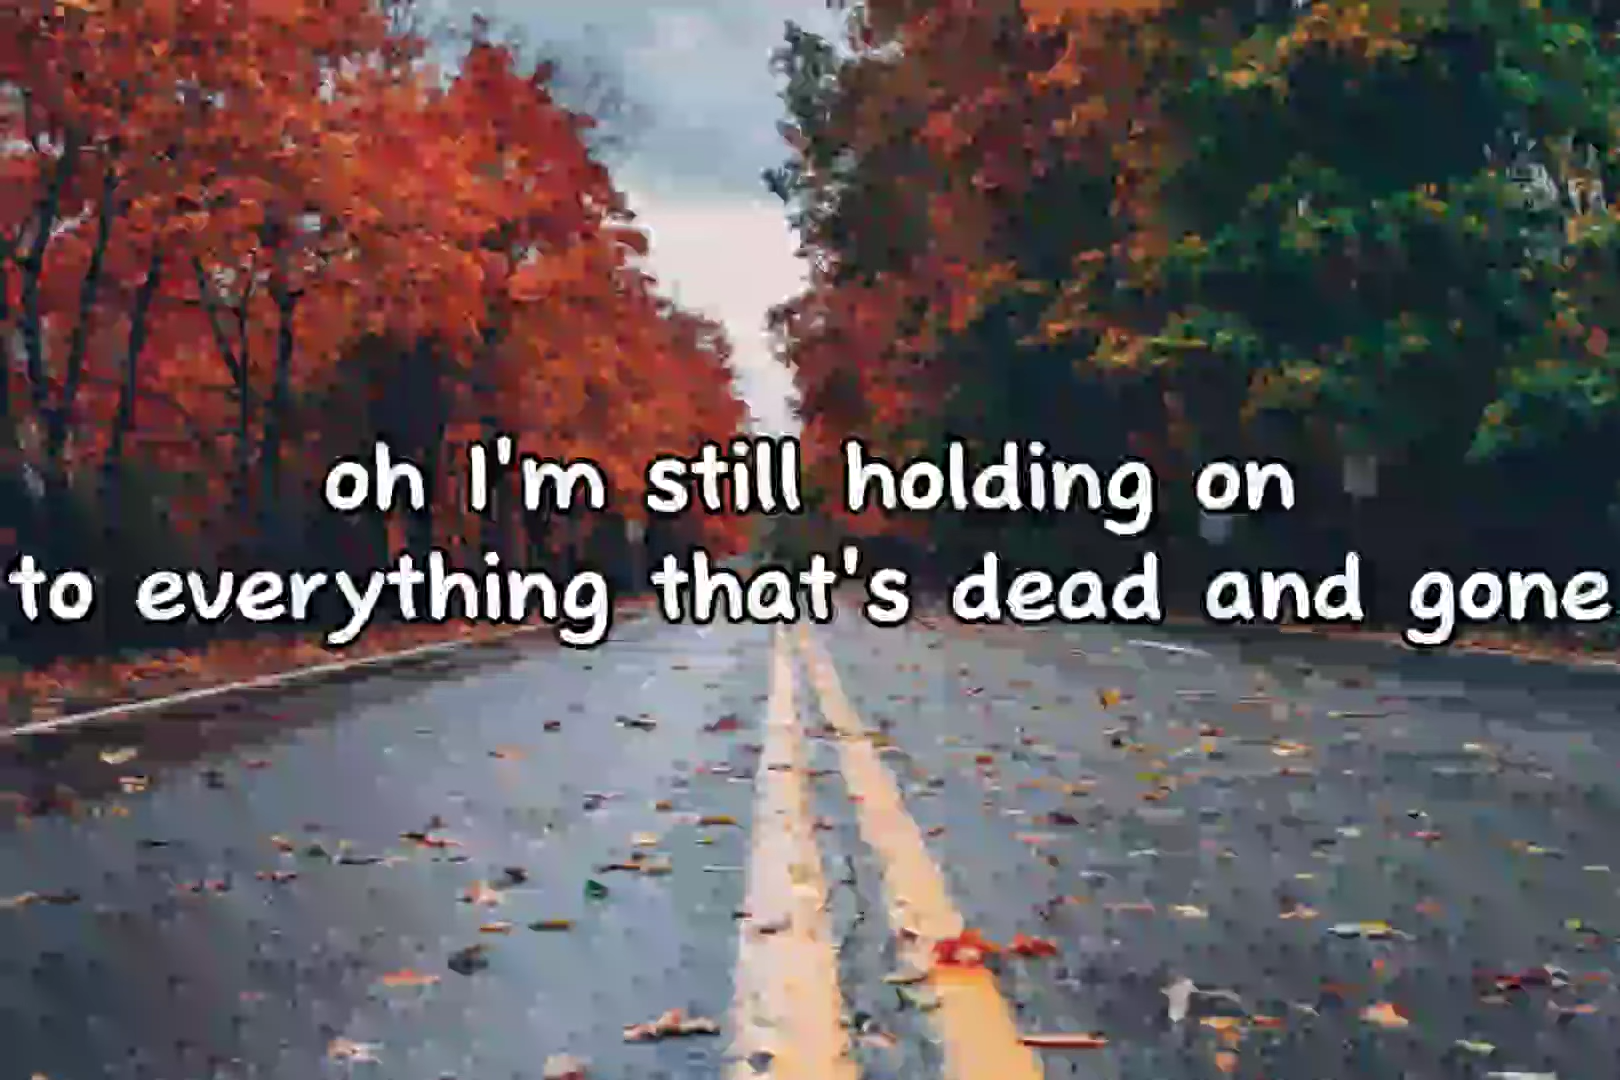 oh I'm still holding on
to everything that's dead and gone